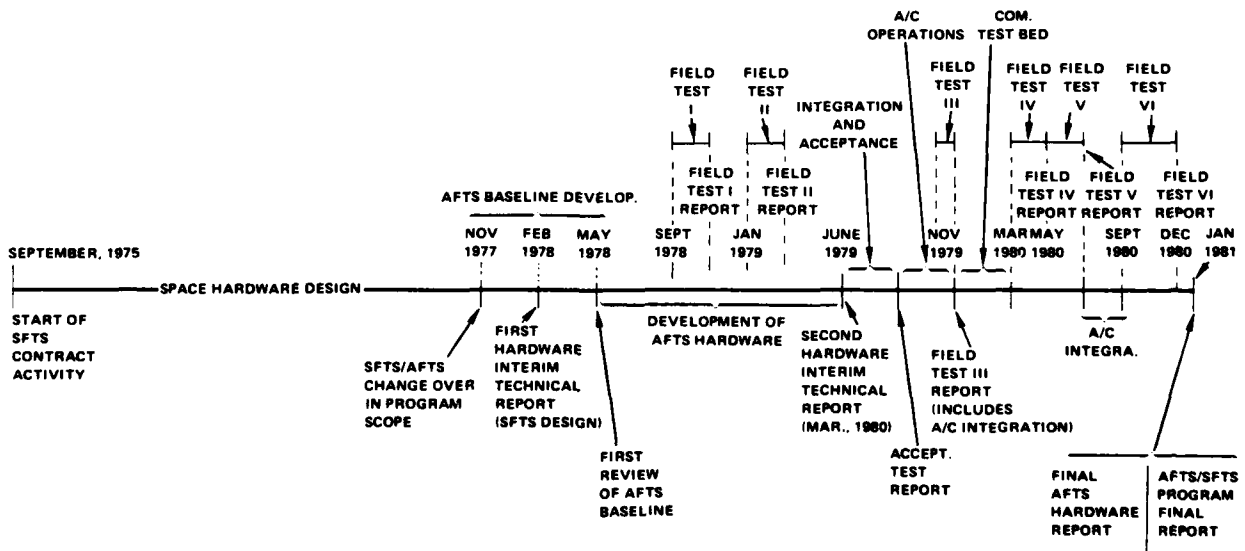 A/C
OPERATIONS
COM.
TEST BED
FIELD
TEST
I
FIELD
TEST
II
INTEGRATION
AND
ACCEPTANCE
FIELD
TEST
III
FIELD
TEST
IV
FIELD
TEST
V
FIELD
TEST
VI
FIELD
TEST I
REPORT
FIELD
TEST II
REPORT
FIELD
TEST IV
REPORT
FIELD
TEST V
REPORT
FIELD
TEST VI
REPORT
AFTS BASELINE DEVELOP.
SEPTEMBER, 1975
NOV
1977
FEB
1978
MAY
1978
SEPT
1978
JAN
1979
JUNE
1979
NOV
1979
MAR
1980
MAY
1980
SEPT
1980
DEC
1980
JAN
1981
SPACE HARDWARE DESIGN
START OF
SFTS
CONTRACT
ACTIVITY
SFTS/AFTS
CHANGE OVER
IN PROGRAM
SCOPE
FIRST
HARDWARE
INTERIM
TECHNICAL
REPORT
(SFTS DESIGN)
FIRST
REVIEW
OF AFTS
BASELINE
DEVELOPMENT OF
AFTS HARDWARE
SECOND
HARDWARE
INTERIM
TECHNICAL
REPORT
(MAR., 1980)
ACCEPT.
TEST
REPORT
FIELD
TEST III
REPORT
(INCLUDES
A/C INTEGRATION)
A/C
INTEGRA.
FINAL
AFTS
HARDWARE
REPORT
AFTS/SFTS
PROGRAM
FINAL
REPORT